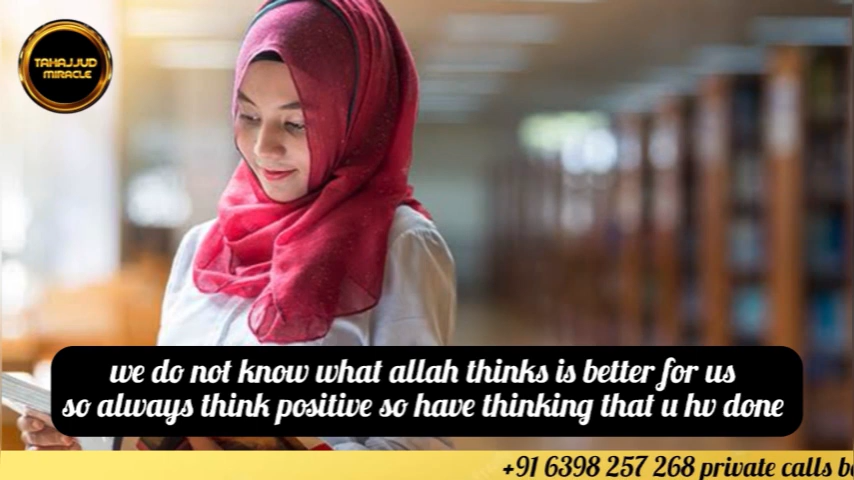 TAHAJJUD
MIRACLE
we do not know what allah thinks is better for us
so always think positive so have thinking that u hv done
+91 6398 257 268 private calls